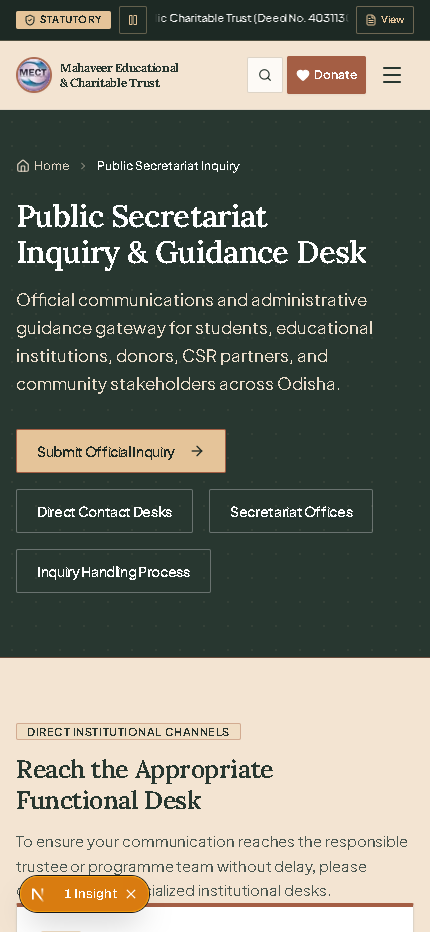 STATUTORY
ic Charitable Trust (Deed No. 4031131
View
MECT
Mahaveer Educational
& Charitable Trust
Donate
Home
Public Secretariat Inquiry
Public Secretariat
Inquiry & Guidance Desk
Official communications and administrative
guidance gateway for students, educational
institutions, donors, CSR partners, and
community stakeholders across Odisha.
Submit Official Inquiry
Direct Contact Desks
Secretariat Offices
Inquiry Handling Process
DIRECT INSTITUTIONAL CHANNELS
Reach the Appropriate
Functional Desk
To ensure your communication reaches the responsible
trustee or programme team without delay, please
institutional desks.
N
1 Insight